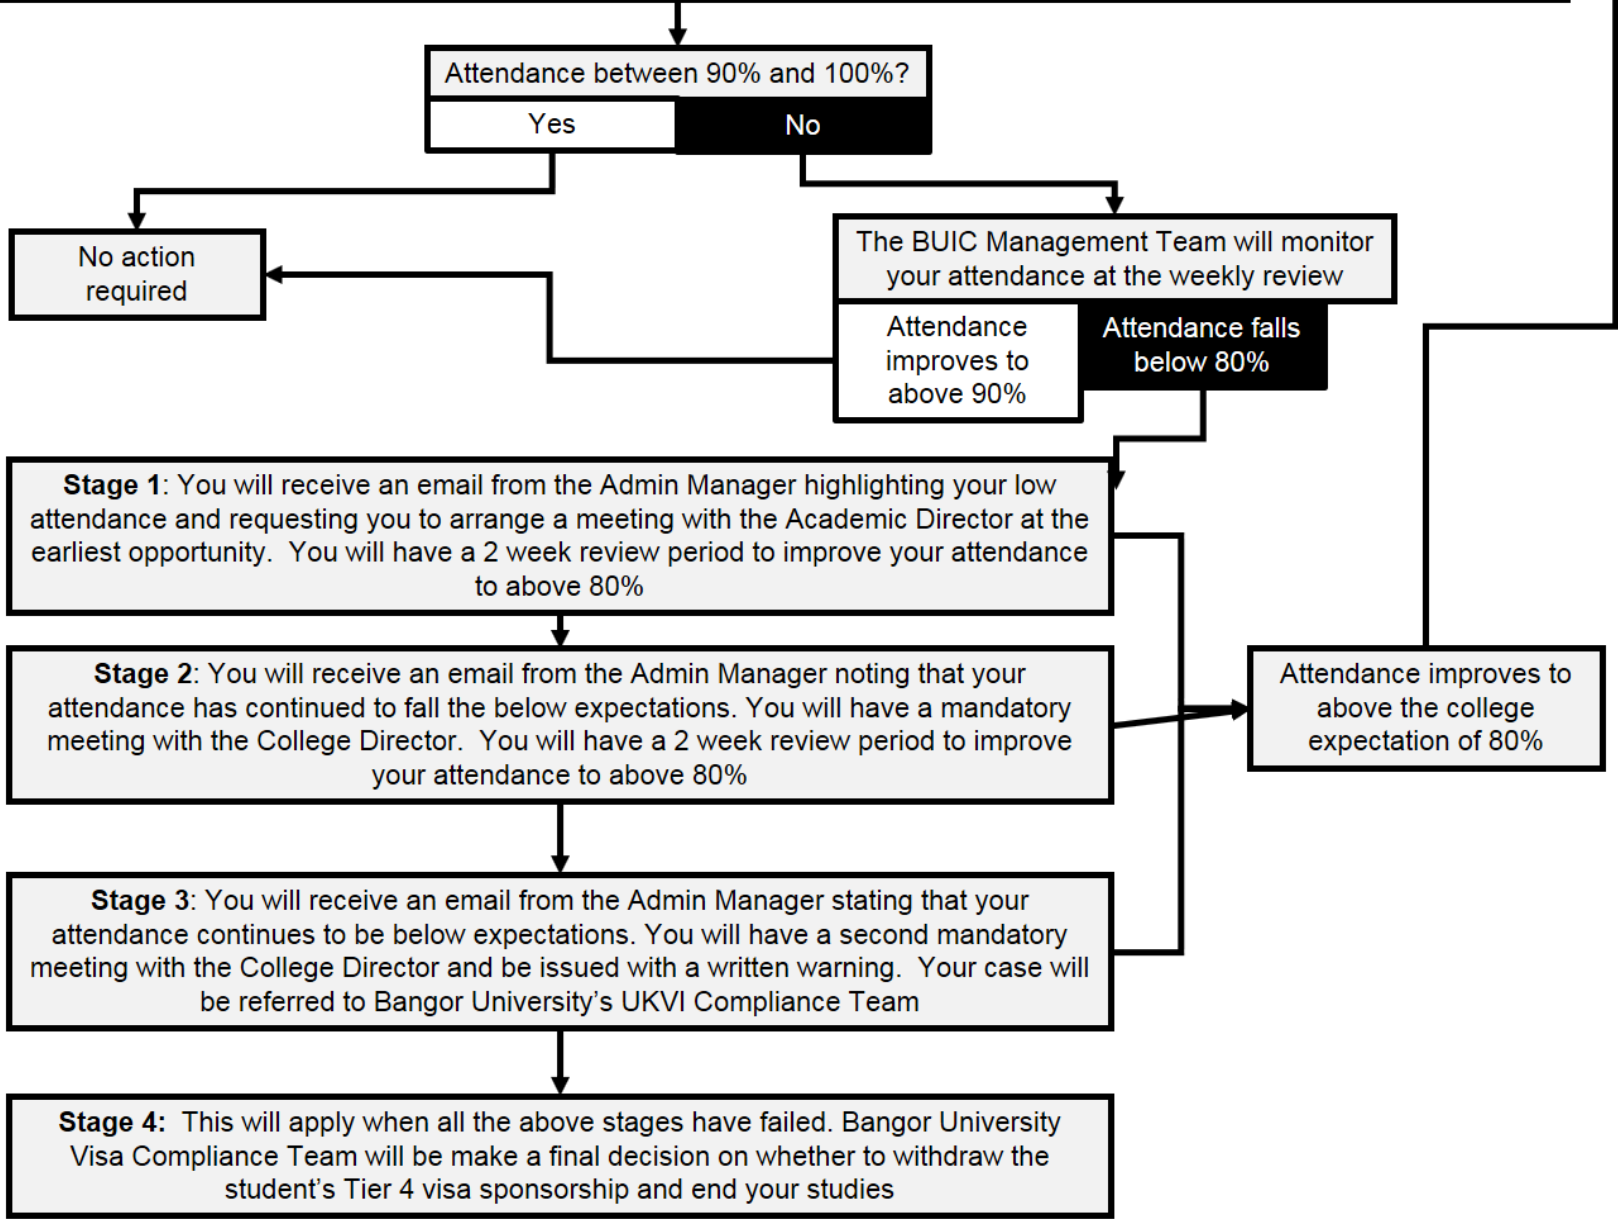 Attendance between 90% and 100%?
Yes
No
No action
required
The BUIC Management Team will monitor
your attendance at the weekly review
Attendance
improves to
above 90%
Attendance falls
below 80%
Stage 1: You will receive an email from the Admin Manager highlighting your low
attendance and requesting you to arrange a meeting with the Academic Director at the
earliest opportunity.  You will have a 2 week review period to improve your attendance
to above 80%
Stage 2: You will receive an email from the Admin Manager noting that your
attendance has continued to fall the below expectations. You will have a mandatory
meeting with the College Director.  You will have a 2 week review period to improve
your attendance to above 80%
Attendance improves to
above the college
expectation of 80%
Stage 3: You will receive an email from the Admin Manager stating that your
attendance continues to be below expectations. You will have a second mandatory
meeting with the College Director and be issued with a written warning.  Your case will
be referred to Bangor University’s UKVI Compliance Team
Stage 4:  This will apply when all the above stages have failed. Bangor University
Visa Compliance Team will be make a final decision on whether to withdraw the
student’s Tier 4 visa sponsorship and end your studies